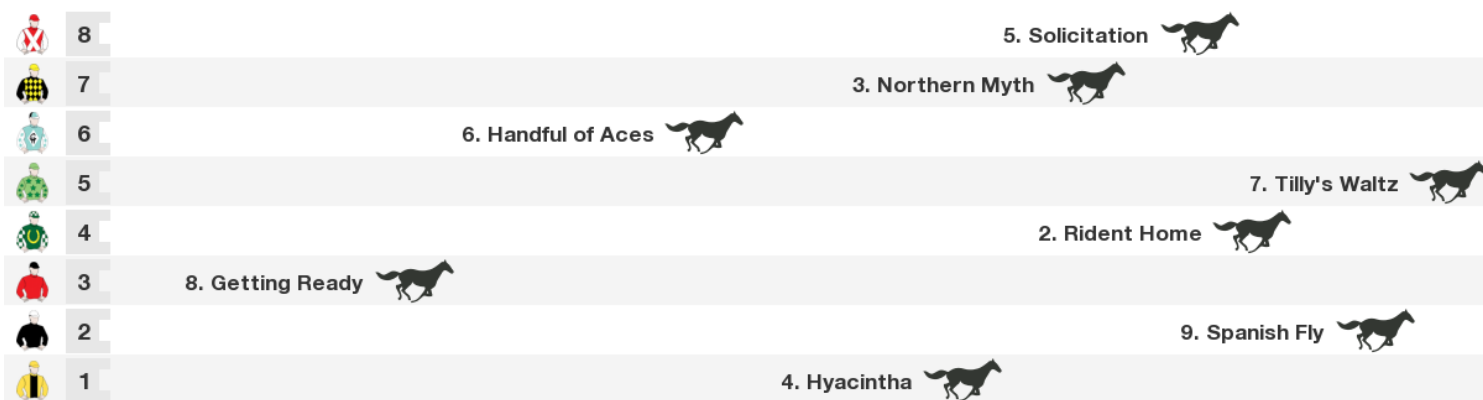 8 5. Solicitation
7 3. Northern Myth
6 6. Handful of Aces
5 7. Tilly's Waltz
4 2. Rident Home
3 8. Getting Ready
2 9. Spanish Fly
1 4. Hyacintha